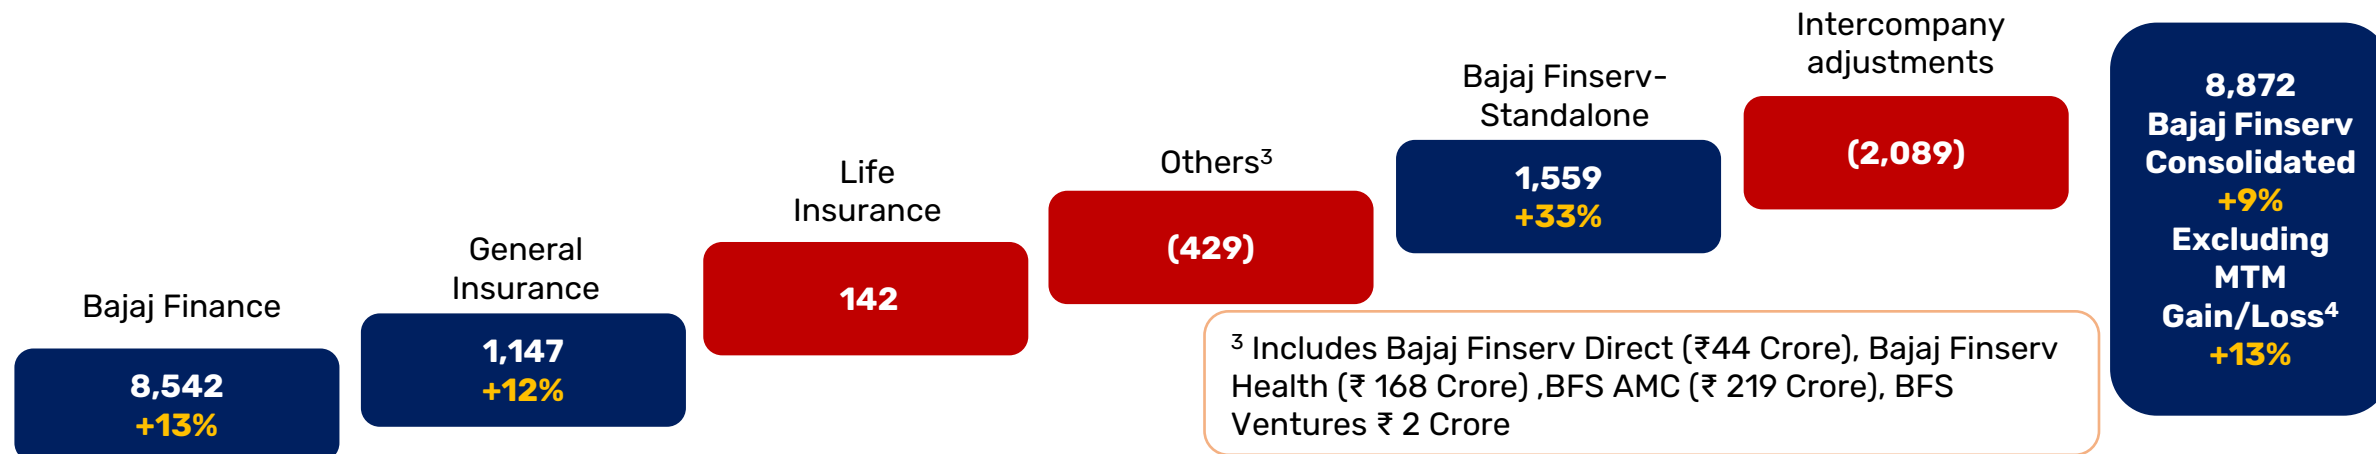 Bajaj Finance
8,542
+13%
General
Insurance
1,147
+12%
Life
Insurance
142
Others³
(429)
Bajaj Finserv-
Standalone
1,559
+33%
Intercompany
adjustments
(2,089)
8,872
Bajaj Finserv
Consolidated
+9%
Excluding
MTM
Gain/Loss⁴
+13%
³ Includes Bajaj Finserv Direct (₹44 Crore), Bajaj Finserv
Health (₹ 168 Crore) ,BFS AMC (₹ 219 Crore), BFS
Ventures ₹ 2 Crore